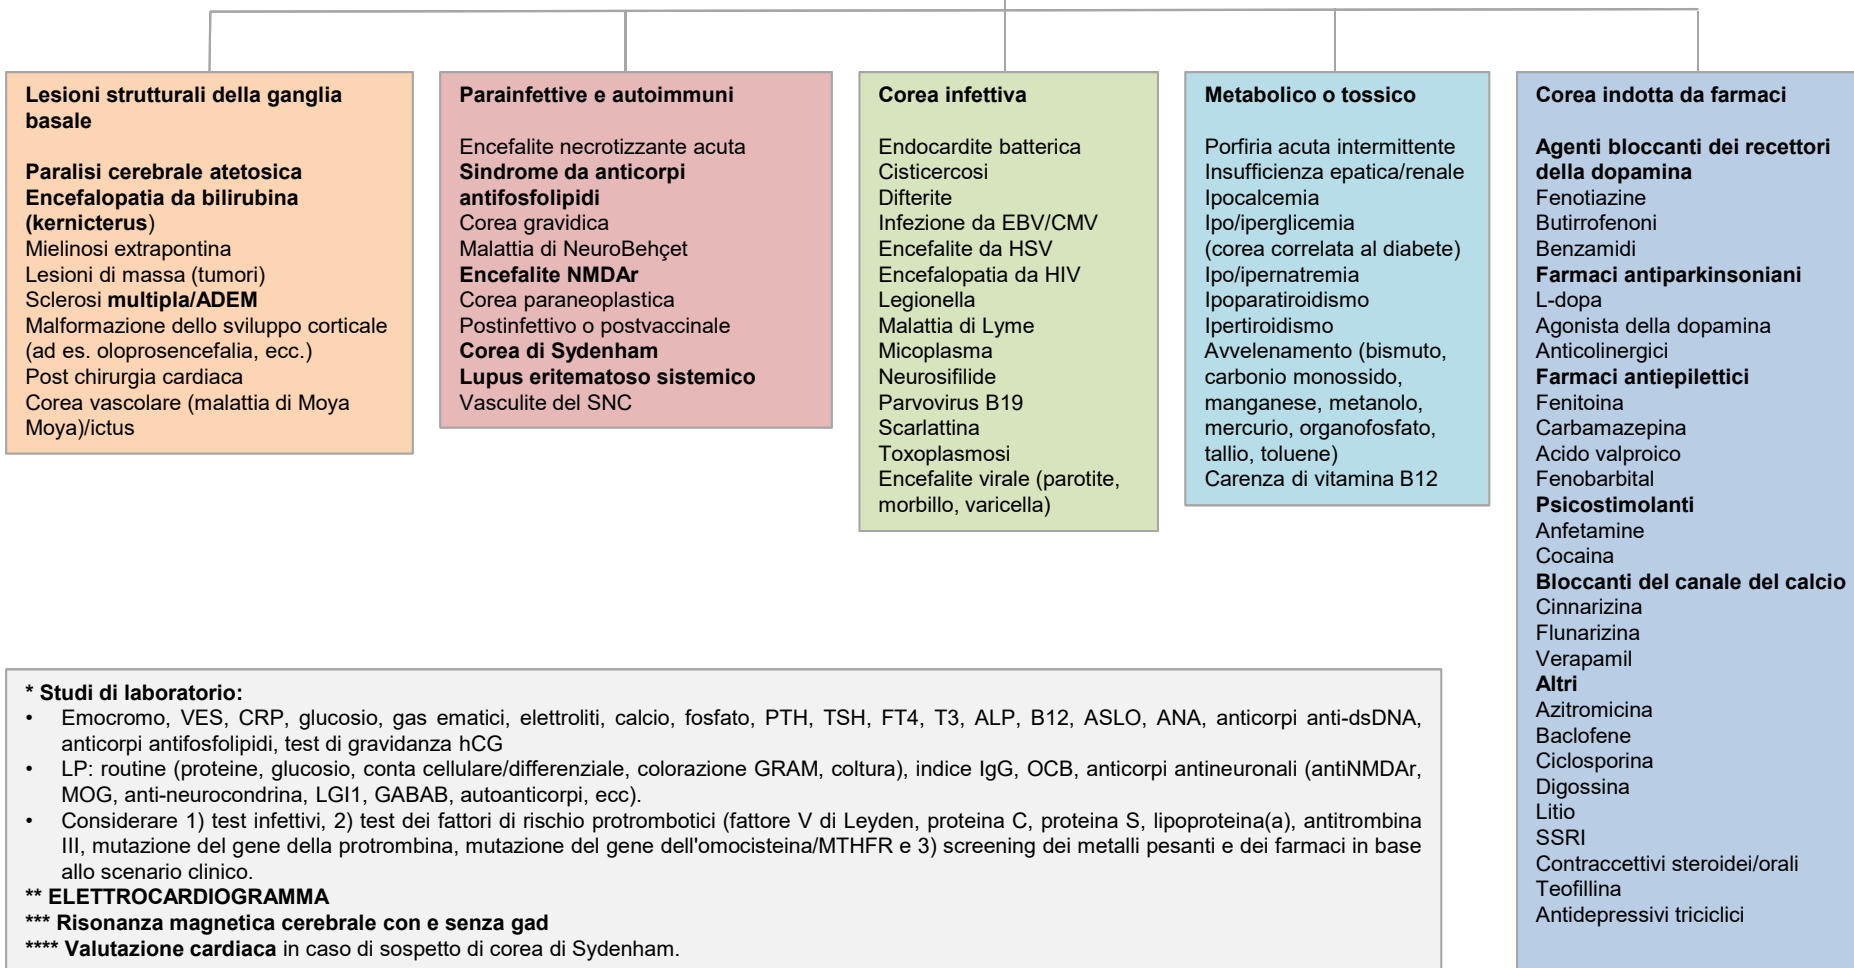 Lesioni strutturali della ganglia
basale
Paralisi cerebrale atetosica
Encefalopatia da bilirubina
(kernicterus)
Mielinosi extrapontina
Lesioni di massa (tumori)
Sclerosi multipla/ADEM
Malformazione dello sviluppo corticale
(ad es. oloprosencefalia, ecc.)
Post chirurgia cardiaca
Corea vascolare (malattia di Moya
Moya)/ictus
Parainfettive e autoimmuni
Encefalite necrotizzante acuta
Sindrome da anticorpi
antifosfolipidi
Corea gravidica
Malattia di NeuroBehçet
Encefalite NMDAr
Corea paraneoplastica
Postinfettivo o postvaccinale
Corea di Sydenham
Lupus eritematoso sistemico
Vasculite del SNC
Corea infettiva
Endocardite batterica
Cisticercosi
Difterite
Infezione da EBV/CMV
Encefalite da HSV
Encefalopatia da HIV
Legionella
Malattia di Lyme
Micoplasma
Neurosifilide
Parvovirus B19
Scarlattina
Toxoplasmosi
Encefalite virale (parotite,
morbillo, varicella)
Metabolico o tossico
Porfiria acuta intermittente
Insufficienza epatica/renale
Ipocalcemia
Ipo/iperglicemia
(corea correlata al diabete)
Ipo/ipernatremia
Ipoparatiroidismo
Ipertiroidismo
Avvelenamento (bismuto,
carbonio monossido,
manganese, metanolo,
mercurio, organofosfato,
tallio, toluene)
Carenza di vitamina B12
Corea indotta da farmaci
Agenti bloccanti dei recettori
della dopamina
Fenotiazine
Butirrofenoni
Benzamidi
Farmaci antiparkinsoniani
L-dopa
Agonista della dopamina
Anticolinergici
Farmaci antiepilettici
Fenitoina
Carbamazepina
Acido valproico
Fenobarbital
Psicostimolanti
Anfetamine
Cocaina
Bloccanti del canale del calcio
Cinnarizina
Flunarizina
Verapamil
Altri
Azitromicina
Baclofene
Ciclosporina
Digossina
Litio
SSRI
Contraccettivi steroidei/orali
Teofillina
Antidepressivi triciclici
* Studi di laboratorio:
• Emocromo, VES, CRP, glucosio, gas ematici, elettroliti, calcio, fosfato, PTH, TSH, FT4, T3, ALP, B12, ASLO, ANA, anticorpi anti-dsDNA,
anticorpi antifosfolipidi, test di gravidanza hCG
• LP: routine (proteine, glucosio, conta cellulare/differenziale, colorazione GRAM, coltura), indice IgG, OCB, anticorpi antineuronali (antiNMDAr,
MOG, anti-neurocondrina, LGI1, GABAB, autoanticorpi, ecc).
• Considerare 1) test infettivi, 2) test dei fattori di rischio protrombotici (fattore V di Leyden, proteina C, proteina S, lipoproteina(a), antitrombina
III, mutazione del gene della protrombina, mutazione del gene dell'omocisteina/MTHFR e 3) screening dei metalli pesanti e dei farmaci in base
allo scenario clinico.
** ELETTROCARDIOGRAMMA
*** Risonanza magnetica cerebrale con e senza gad
**** Valutazione cardiaca in caso di sospetto di corea di Sydenham.